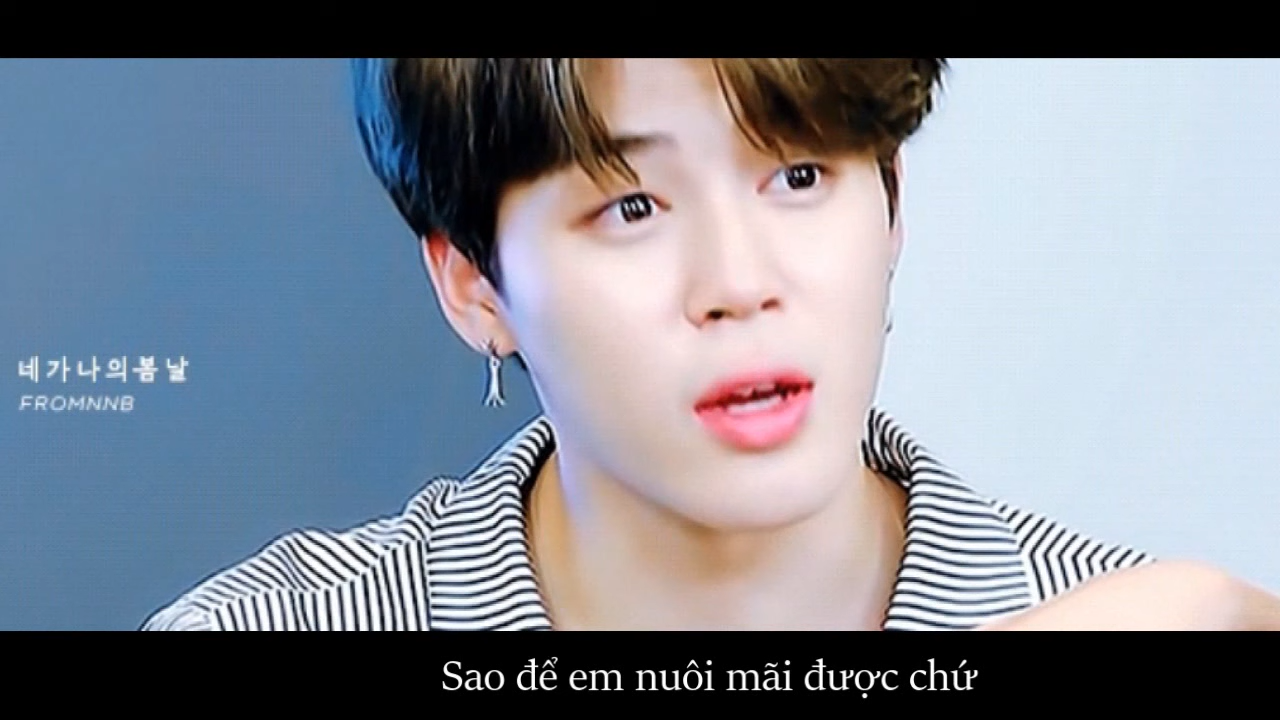 네가나의봄날
FROMNNB
Sao để em nuôi mãi được chứ